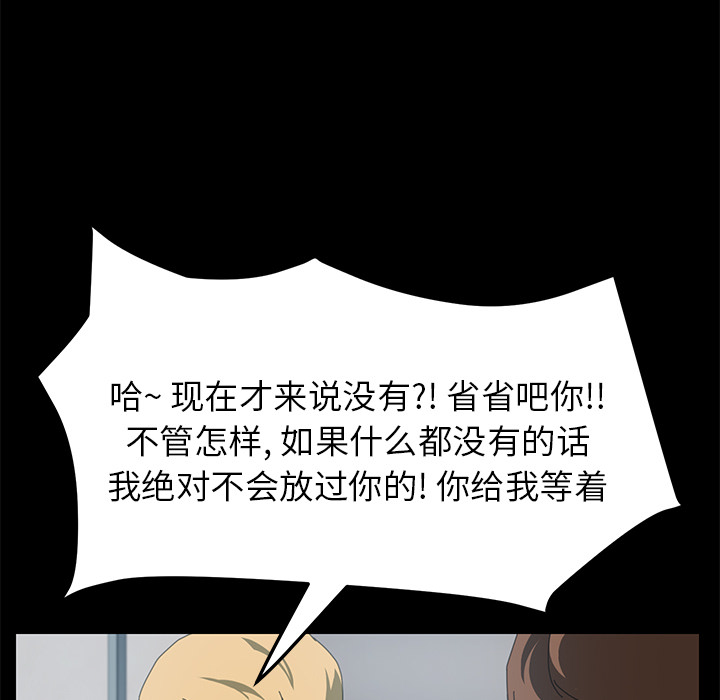 哈~ 现在才来说没有?! 省省吧你!!
不管怎样, 如果什么都没有的话
我绝对不会放过你的! 你给我等着